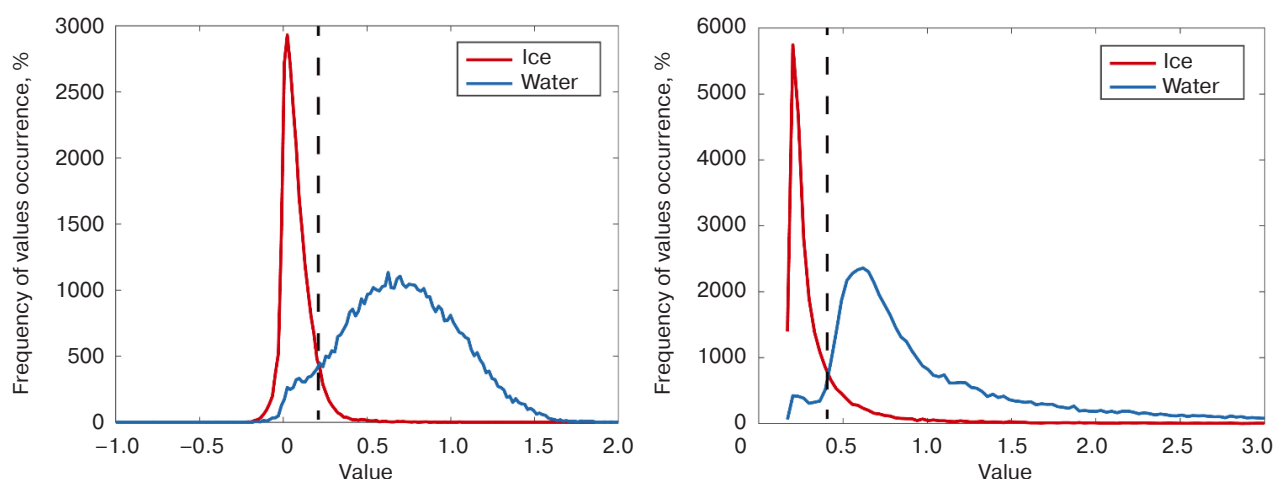 Frequency of values occurrence, %
3000
2500
2000
1500
1000
500
0
Ice
Water
−1.0 −0.5 0 0.5 1.0 1.5 2.0
Value
Frequency of values occurrence, %
6000
5000
4000
3000
2000
1000
0
Ice
Water
0 0.5 1.0 1.5 2.0 2.5 3.0
Value